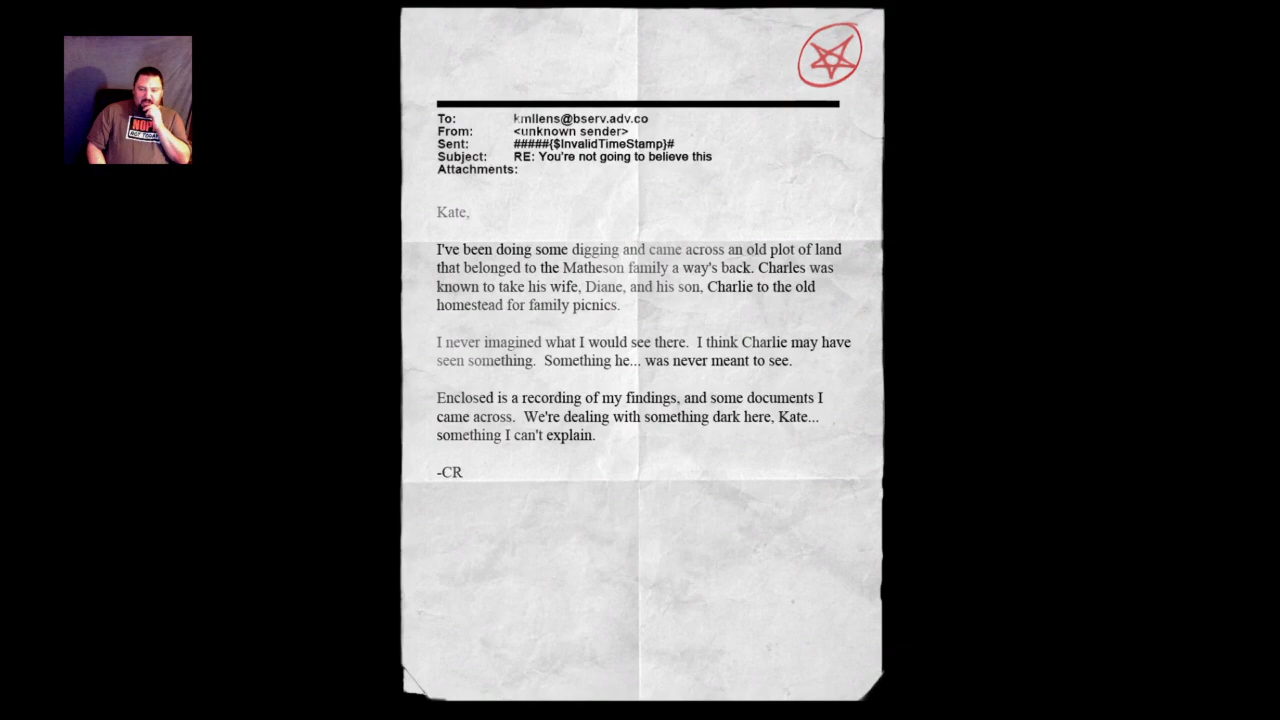 NOPE
NOT TODAY
To: kmllens@bserv.adv.co
From: <unknown sender>
Sent: #####{$InvalidTimeStamp}#
Subject: RE: You're not going to believe this
Attachments:
Kate,
I've been doing some digging and came across an old plot of land
that belonged to the Matheson family a way's back. Charles was
known to take his wife, Diane, and his son, Charlie to the old
homestead for family picnics.
I never imagined what I would see there. I think Charlie may have
seen something. Something he... was never meant to see.
Enclosed is a recording of my findings, and some documents I
came across. We're dealing with something dark here, Kate...
something I can't explain.
-CR